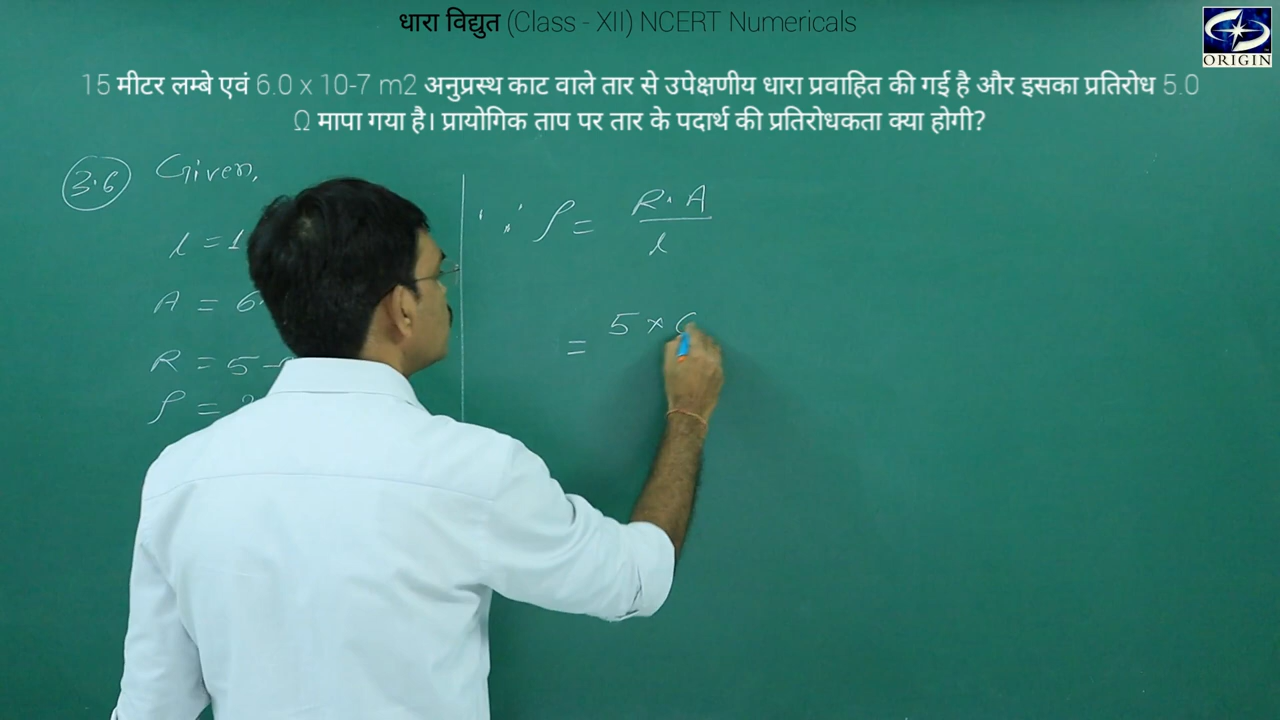 धारा विद्युत (Class - XII) NCERT Numericals
ORIGIN
15 मीटर लम्बे एवं 6.0 x 10-7 m2 अनुप्रस्थ काट वाले तार से उपेक्षणीय धारा प्रवाहित की गई है और इसका प्रतिरोध 5.0
Ω मापा गया है। प्रायोगिक ताप पर तार के पदार्थ की प्रतिरोधकता क्या होगी?
3.6 Given,
l = 1
A = 6.
R = 5
ρ =
∵ ρ = R.A / l
= 5 ×